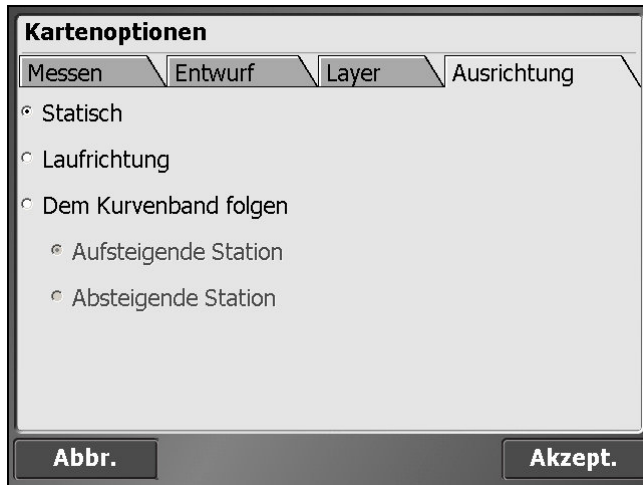 Kartenoptionen
Messen Entwurf Layer Ausrichtung
Statisch
Laufrichtung
Dem Kurvenband folgen
Aufsteigende Station
Absteigende Station
Abbr. Akzept.